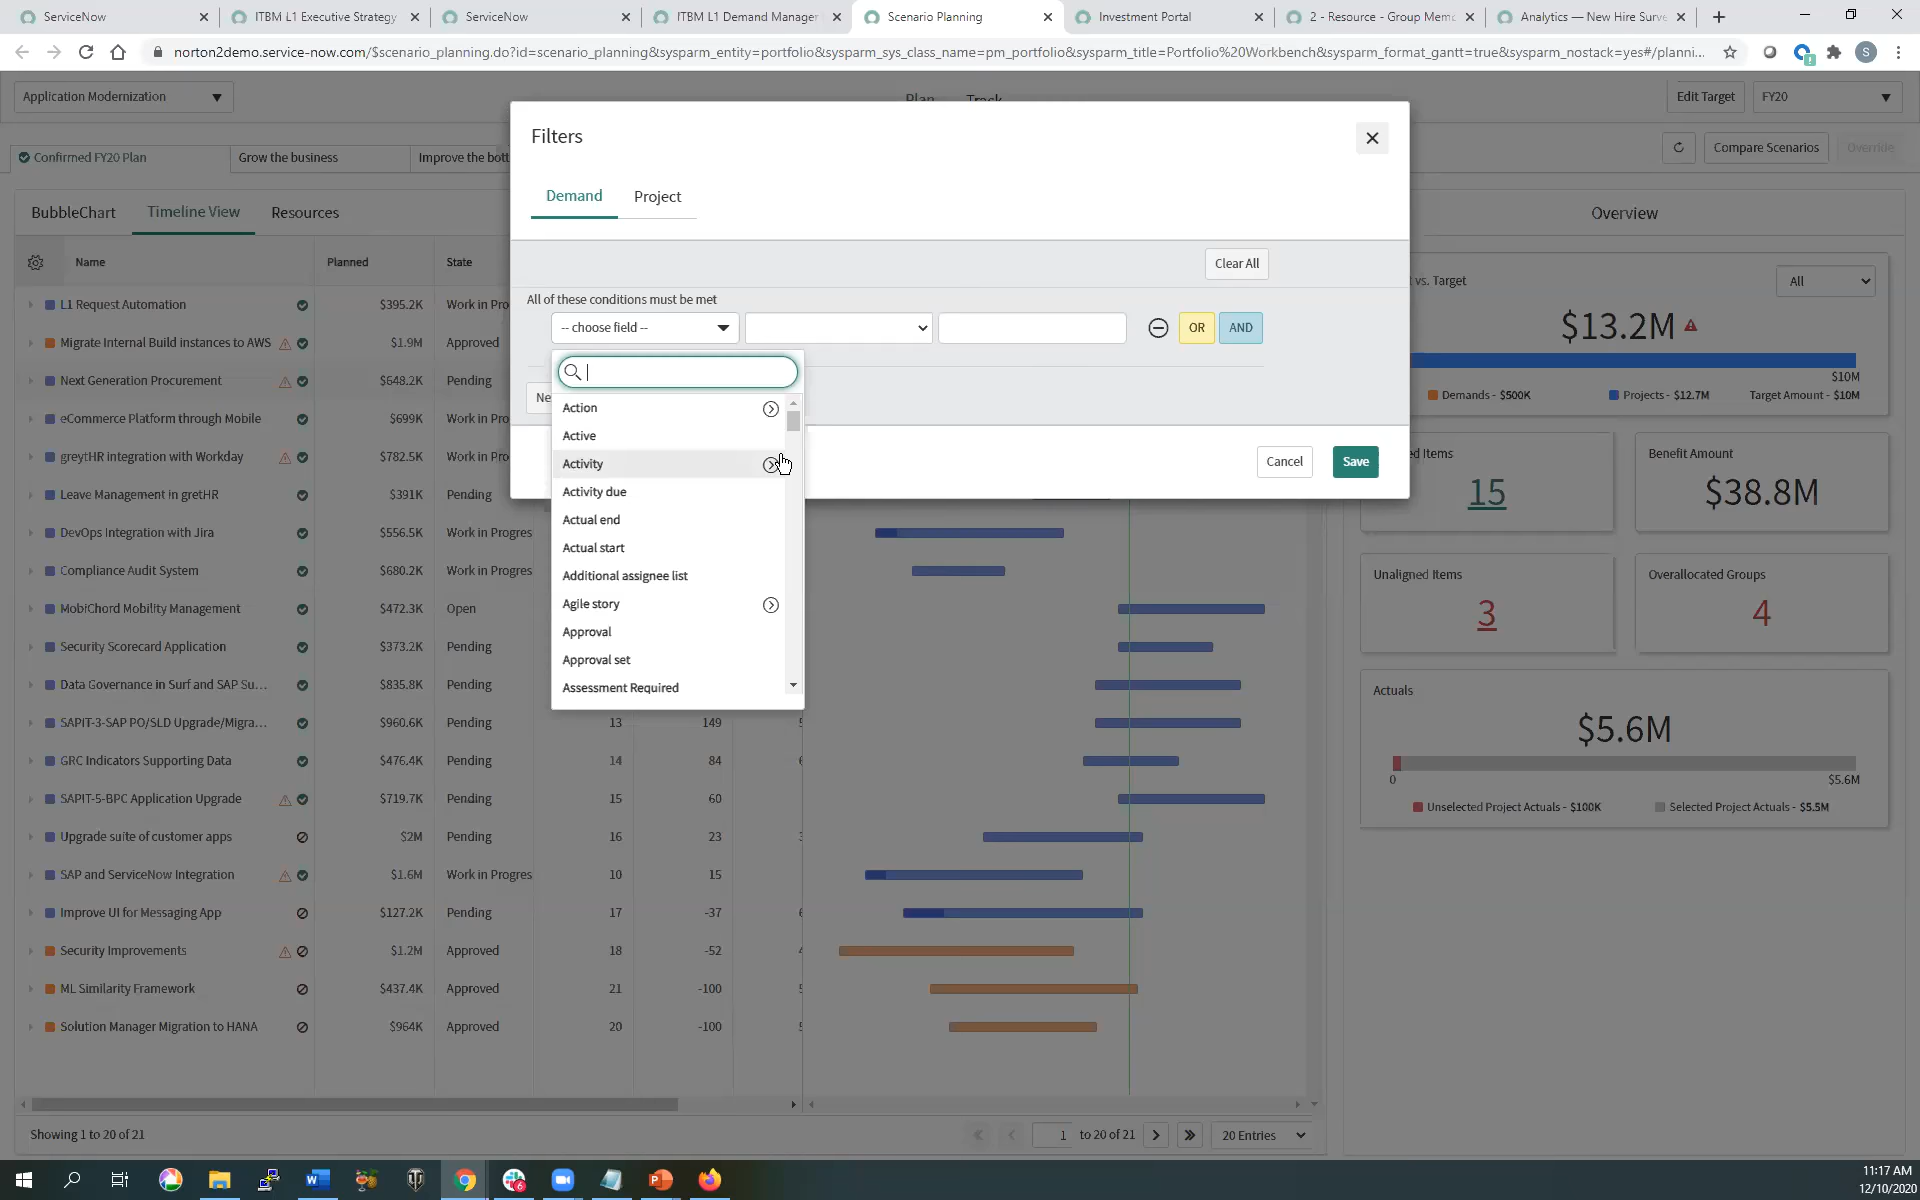 ServiceNow
ITBM L1 Executive Strategy
ServiceNow
ITBM L1 Demand Manager
Scenario Planning
Investment Portal
2 - Resource - Group Mem
Analytics — New Hire Surve
norton2demo.service-now.com/$scenario_planning.do?id=scenario_planning&sysparm_entity=portfolio&sysparm_sys_class_name=pm_portfolio&sysparm_title=Portfolio%20Workbench&sysparm_format_gantt=true&sysparm_nostack=yes#/planni...
S
Application Modernization
Plan
Track
Edit Target
FY20
Confirmed FY20 Plan
Grow the business
Improve the bott
Compare Scenarios
Override
BubbleChart
Timeline View
Resources
Overview
Name
Planned
State
L1 Request Automation
$395.2K
Work in Pro
Migrate Internal Build instances to AWS
$1.9M
Approved
Next Generation Procurement
$648.2K
Pending
eCommerce Platform through Mobile
$699K
Work in Pro
greytHR integration with Workday
$782.5K
Work in Pro
Leave Management in gretHR
$391K
Pending
DevOps Integration with Jira
$556.5K
Work in Progres
Compliance Audit System
$680.2K
Work in Progres
MobiChord Mobility Management
$472.3K
Open
Security Scorecard Application
$373.2K
Pending
Data Governance in Surf and SAP Su...
$835.8K
Pending
SAPIT-3-SAP PO/SLD Upgrade/Migra...
$960.6K
Pending
13
149
5
GRC Indicators Supporting Data
$476.4K
Pending
14
84
SAPIT-5-BPC Application Upgrade
$719.7K
Pending
15
60
Upgrade suite of customer apps
$2M
Pending
16
23
SAP and ServiceNow Integration
$1.6M
Work in Progres
10
15
Improve UI for Messaging App
$127.2K
Pending
17
-37
Security Improvements
$1.2M
Approved
18
-52
ML Similarity Framework
$437.4K
Approved
21
-100
Solution Manager Migration to HANA
$964K
Approved
20
-100
Showing 1 to 20 of 21
1
to 20 of 21
20 Entries
Filters
Demand
Project
Clear All
All of these conditions must be met
-- choose field --
OR
AND
Ne
Action
Active
Activity
Activity due
Actual end
Actual start
Additional assignee list
Agile story
Approval
Approval set
Assessment Required
Cancel
Save
t vs. Target
All
$13.2M
$10M
Demands - $500K
Projects - $12.7M
Target Amount - $10M
ed Items
15
Benefit Amount
$38.8M
Unaligned Items
3
Overallocated Groups
4
Actuals
$5.6M
0
$5.6M
Unselected Project Actuals - $100K
Selected Project Actuals - $5.5M
11:17 AM
12/10/2020